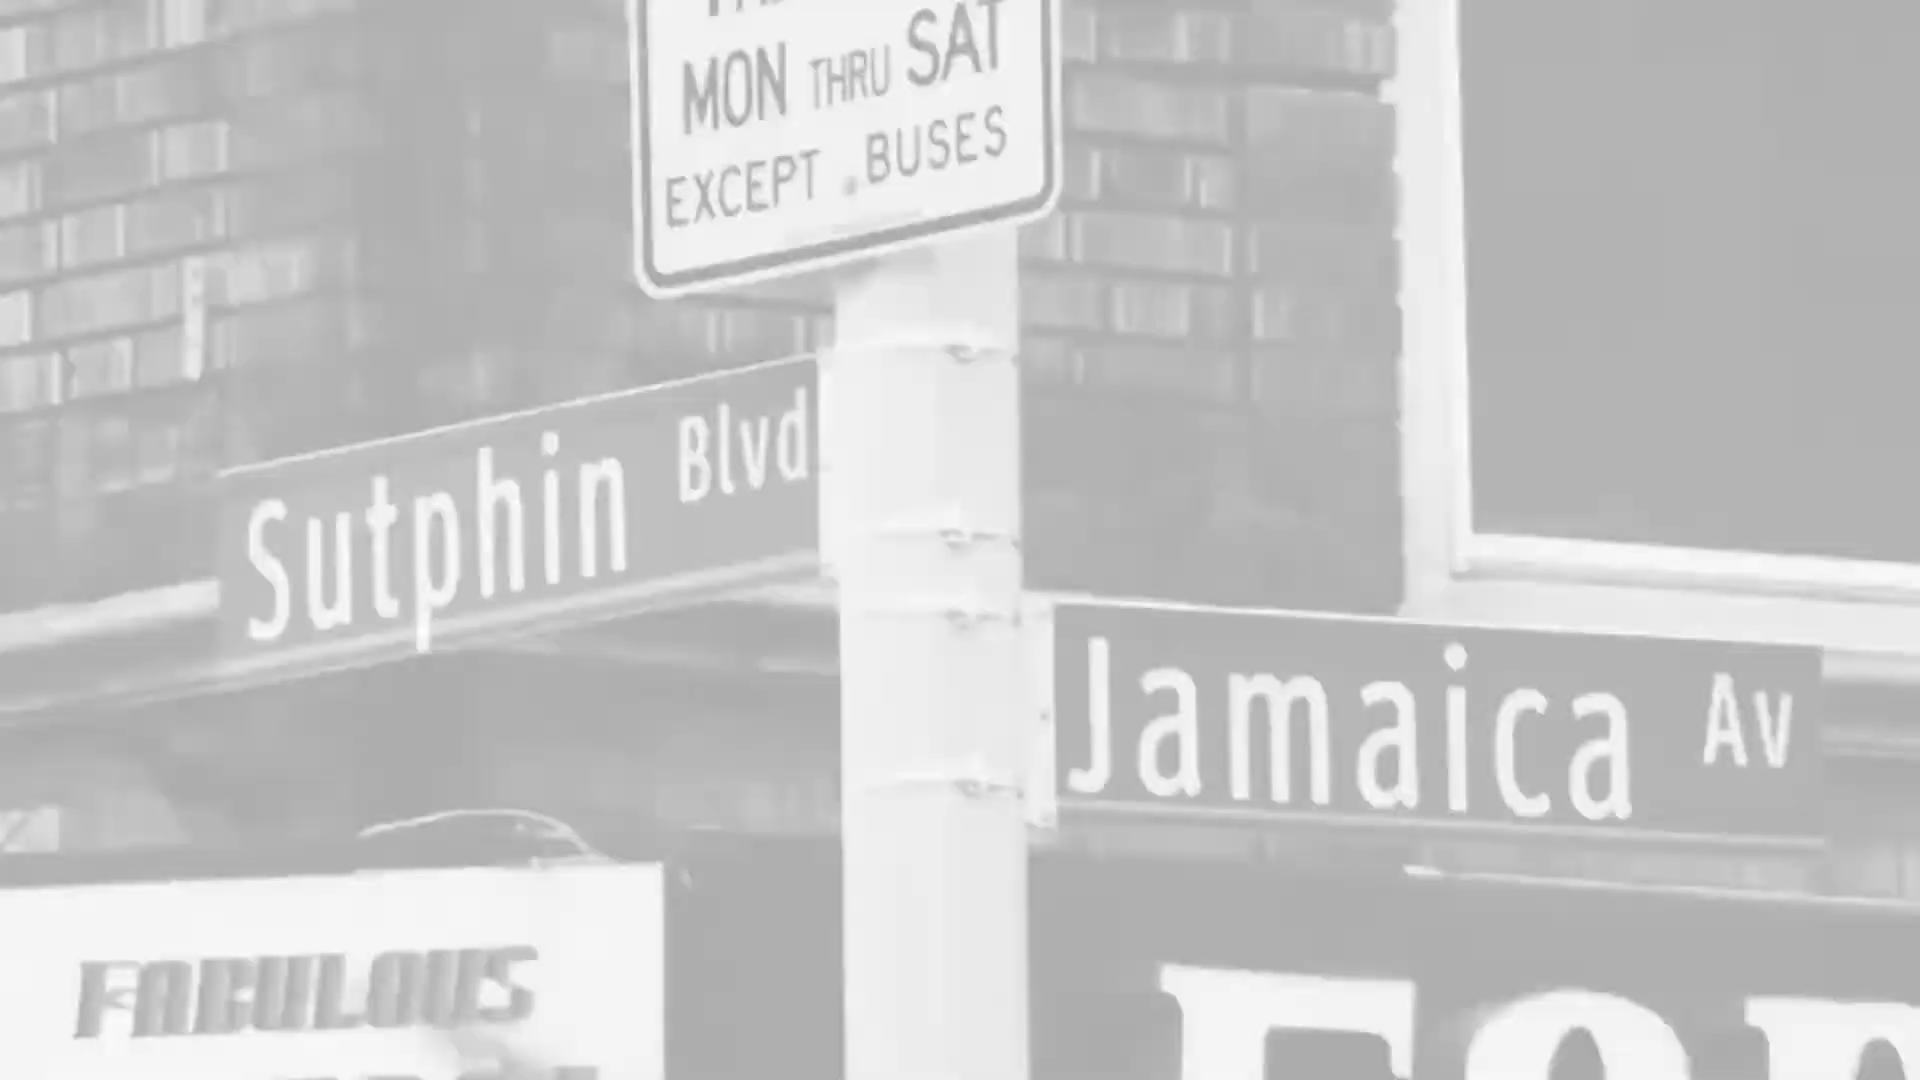 MON THRU SAT
EXCEPT BUSES
Sutphin Blvd
Jamaica Av
FABULOUS